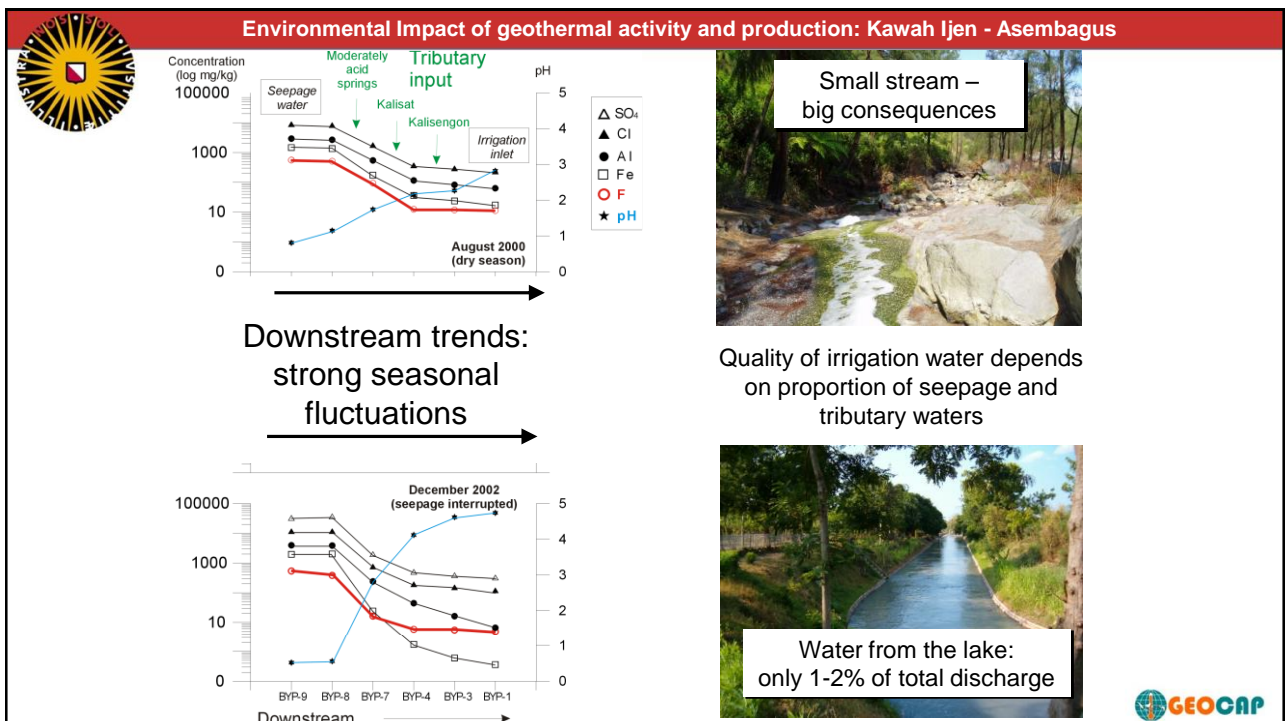 Environmental Impact of geothermal activity and production: Kawah Ijen - Asembagus
Concentration
(log mg/kg)
Moderately
acid
springs
Tributary
input
pH
100000
1000
10
0
Seepage
water
Kalisat
Kalisengon
Irrigation
inlet
5
4
3
2
1
0
SO₄
Cl
Al
Fe
F
pH
August 2000
(dry season)
Downstream trends:
strong seasonal
fluctuations
100000
1000
10
0
December 2002
(seepage interrupted)
5
4
3
2
1
0
BYP-9 BYP-8 BYP-7 BYP-4 BYP-3 BYP-1
Downstream
Small stream –
big consequences
Quality of irrigation water depends
on proportion of seepage and
tributary waters
Water from the lake:
only 1-2% of total discharge
GEOCAP